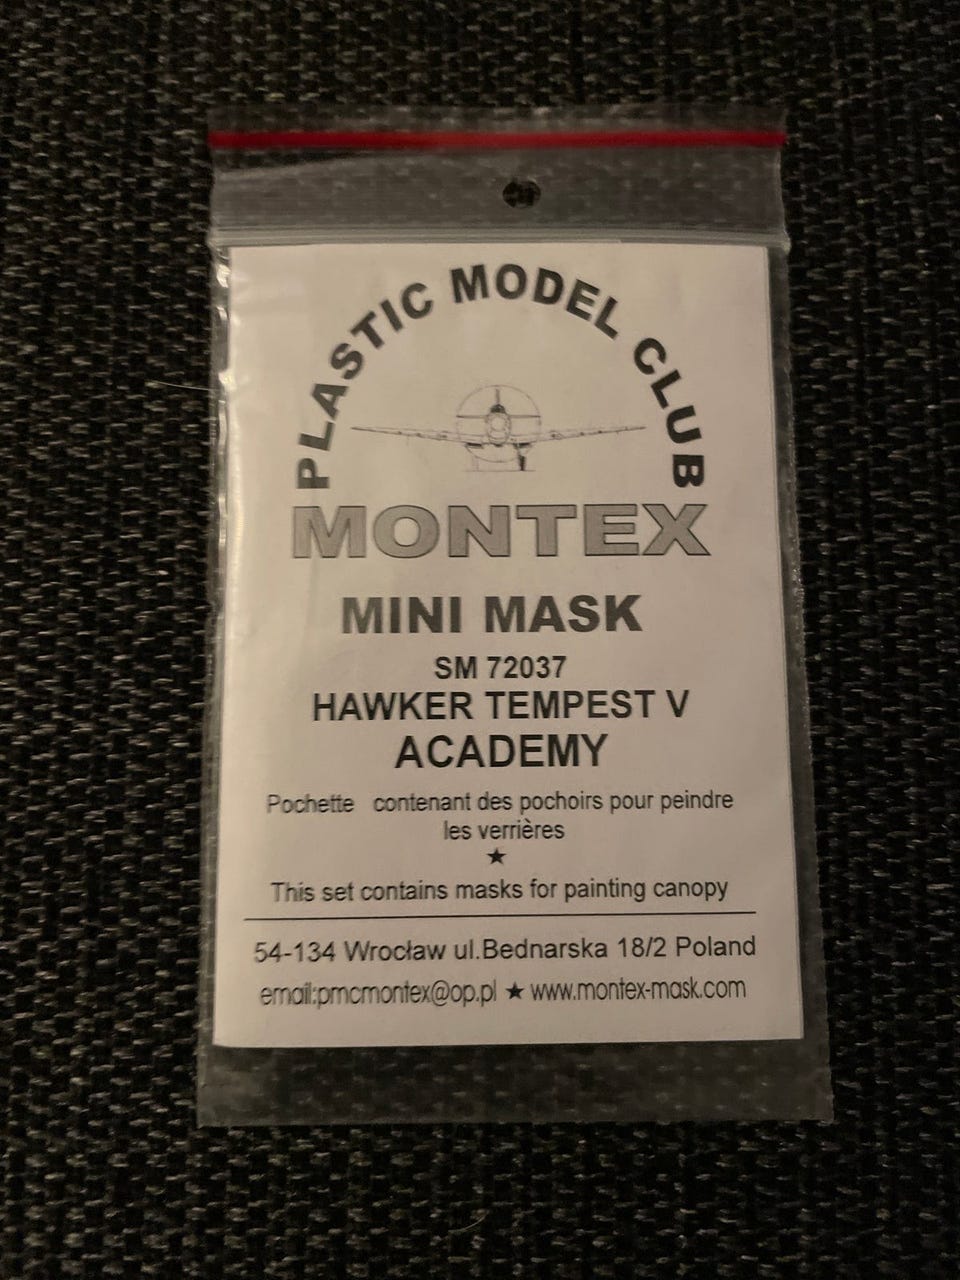 PLASTIC MODEL CLUB
MONTEX
MINI MASK
SM 72037
HAWKER TEMPEST V
ACADEMY
Pochette contenant des pochoirs pour peindre
les verrières
★
This set contains masks for painting canopy
54-134 Wrocław ul.Bednarska 18/2 Poland
email:pmcmontex@op.pl ★ www.montex-mask.com